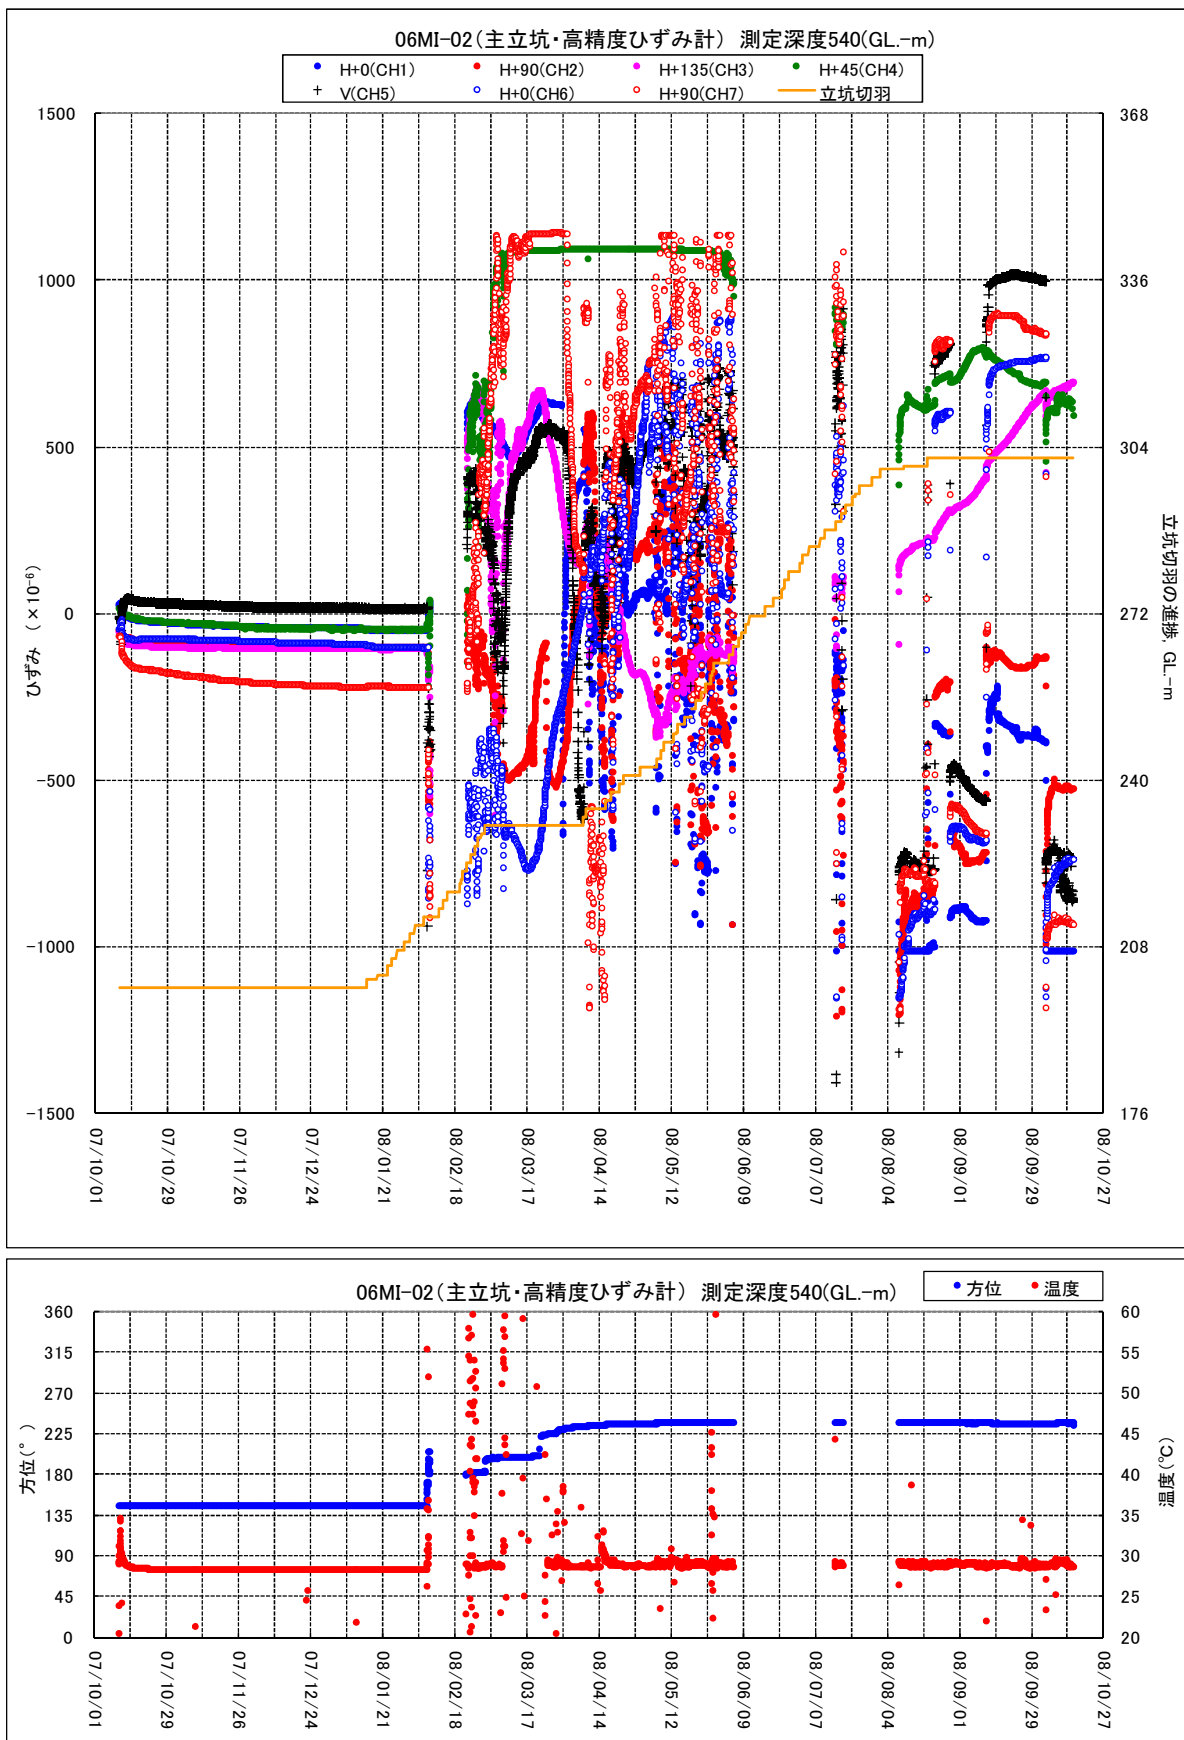 06MI-02(主立坑・高精度ひずみ計) 測定深度540(GL.-m)
H+0(CH1) H+90(CH2) H+135(CH3) H+45(CH4)
V(CH5) H+0(CH6) H+90(CH7) 立坑切羽
1500 368
1000 336
500 304
0 272
-500 240
-1000 208
-1500 176
ひずみ (×10⁻⁶)
立坑切羽の進捗, GL.-m
07/10/01 07/10/29 07/11/26 07/12/24 08/01/21 08/02/18 08/03/17 08/04/14 08/05/12 08/06/09 08/07/07 08/08/04 08/09/01 08/09/29 08/10/27
06MI-02(主立坑・高精度ひずみ計) 測定深度540(GL.-m)
方位 温度
360 60
315 55
270 50
225 45
180 40
135 35
90 30
45 25
0 20
方位(°)
温度(℃)
07/10/01 07/10/29 07/11/26 07/12/24 08/01/21 08/02/18 08/03/17 08/04/14 08/05/12 08/06/09 08/07/07 08/08/04 08/09/01 08/09/29 08/10/27